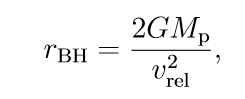 r_BH = 2GM_p / v_rel^2,